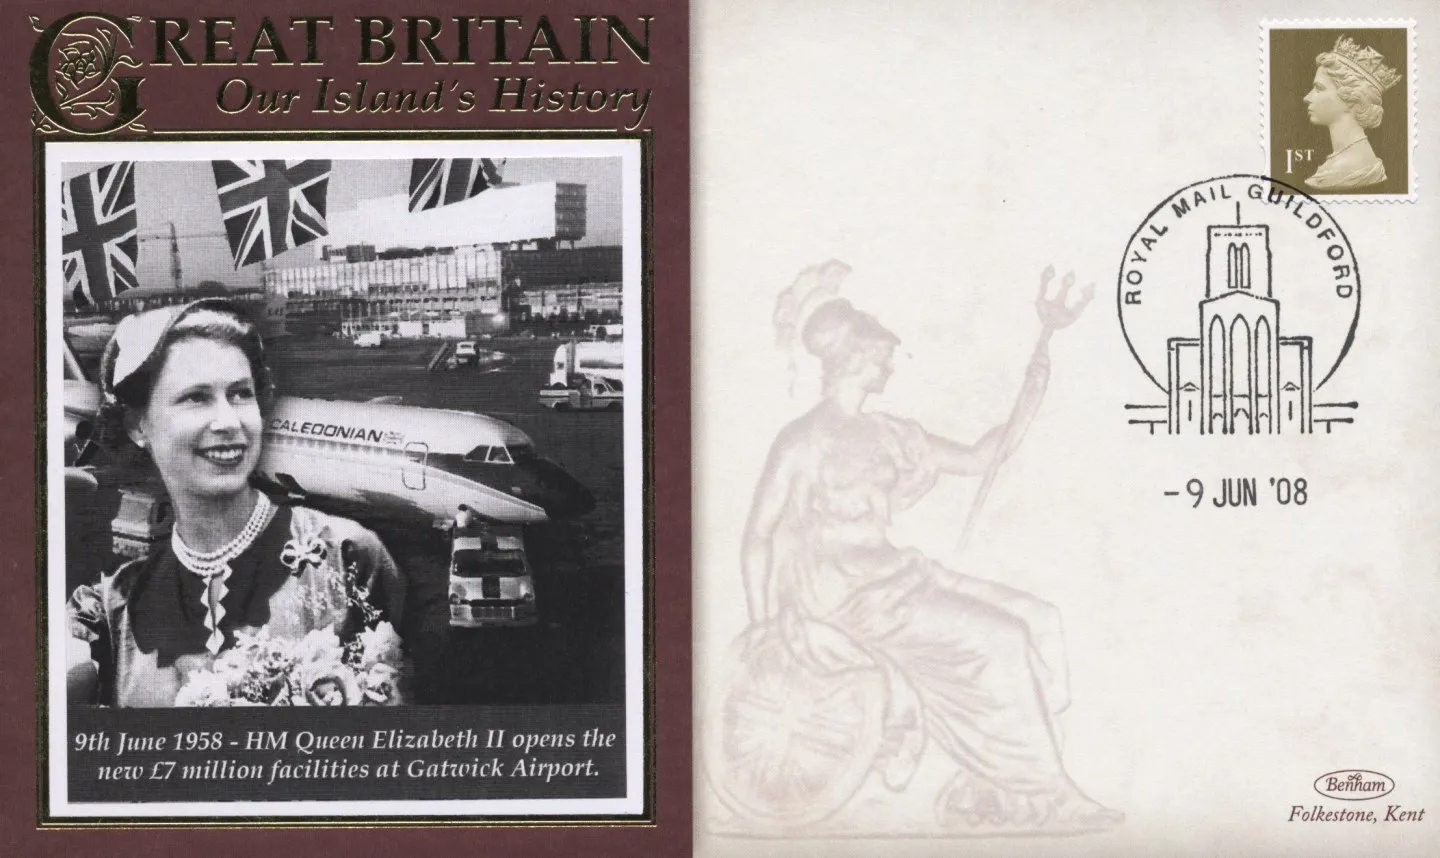 GREAT BRITAIN
Our Island's History
CALEDONIAN
9th June 1958 - HM Queen Elizabeth II opens the
new £7 million facilities at Gatwick Airport.
1ST
ROYAL MAIL GUILDFORD
- 9 JUN '08
Benham
Folkestone, Kent